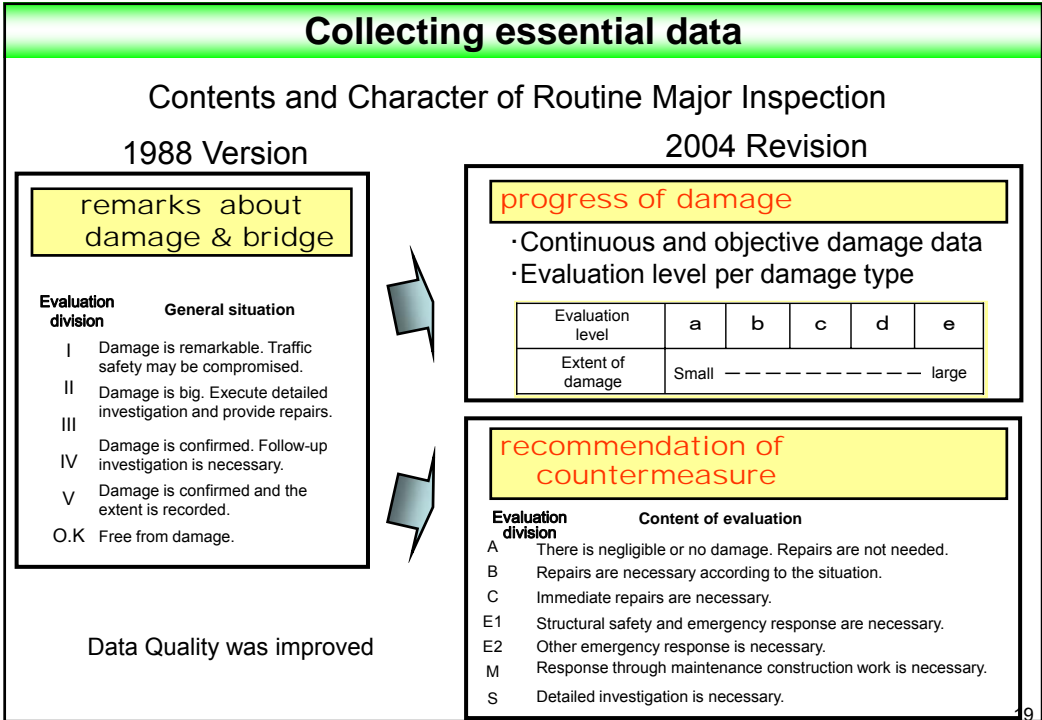 Collecting essential data
Contents and Character of Routine Major Inspection
1988 Version
remarks about
damage & bridge
Evaluation
division
General situation
I Damage is remarkable. Traffic
safety may be compromised.
II Damage is big. Execute detailed
investigation and provide repairs.
III
Damage is confirmed. Follow-up
IV investigation is necessary.
V Damage is confirmed and the
extent is recorded.
O.K Free from damage.
Data Quality was improved
2004 Revision
progress of damage
·Continuous and objective damage data
·Evaluation level per damage type
Evaluation
level
a b c d e
Extent of
damage
Small — — — — — — — — — — large
recommendation of
countermeasure
Evaluation
division
Content of evaluation
A There is negligible or no damage. Repairs are not needed.
B Repairs are necessary according to the situation.
C Immediate repairs are necessary.
E1 Structural safety and emergency response are necessary.
E2 Other emergency response is necessary.
M Response through maintenance construction work is necessary.
S Detailed investigation is necessary.
19